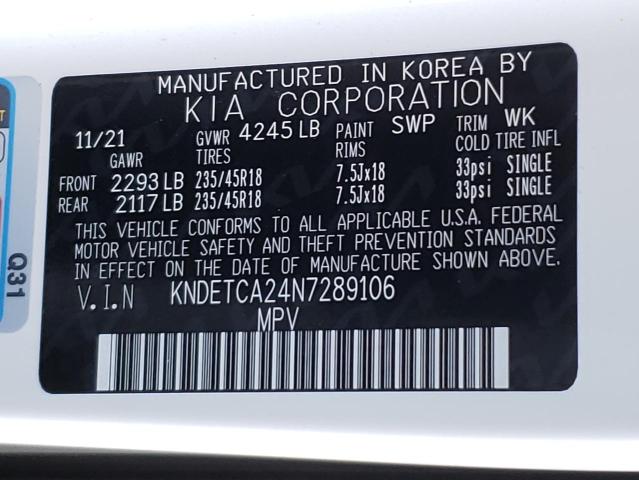 MANUFACTURED IN KOREA BY
KIA CORPORATION
11/21 GVWR 4245 LB PAINT SWP TRIM WK
GAWR TIRES RIMS COLD TIRE INFL
FRONT 2293 LB 235/45R18 7.5Jx18 33psi SINGLE
REAR 2117 LB 235/45R18 7.5Jx18 33psi SINGLE
THIS VEHICLE CONFORMS TO ALL APPLICABLE U.S.A. FEDERAL
MOTOR VEHICLE SAFETY AND THEFT PREVENTION STANDARDS
IN EFFECT ON THE DATE OF MANUFACTURE SHOWN ABOVE.
V.I.N KNDETCA24N7289106
MPV
Q31